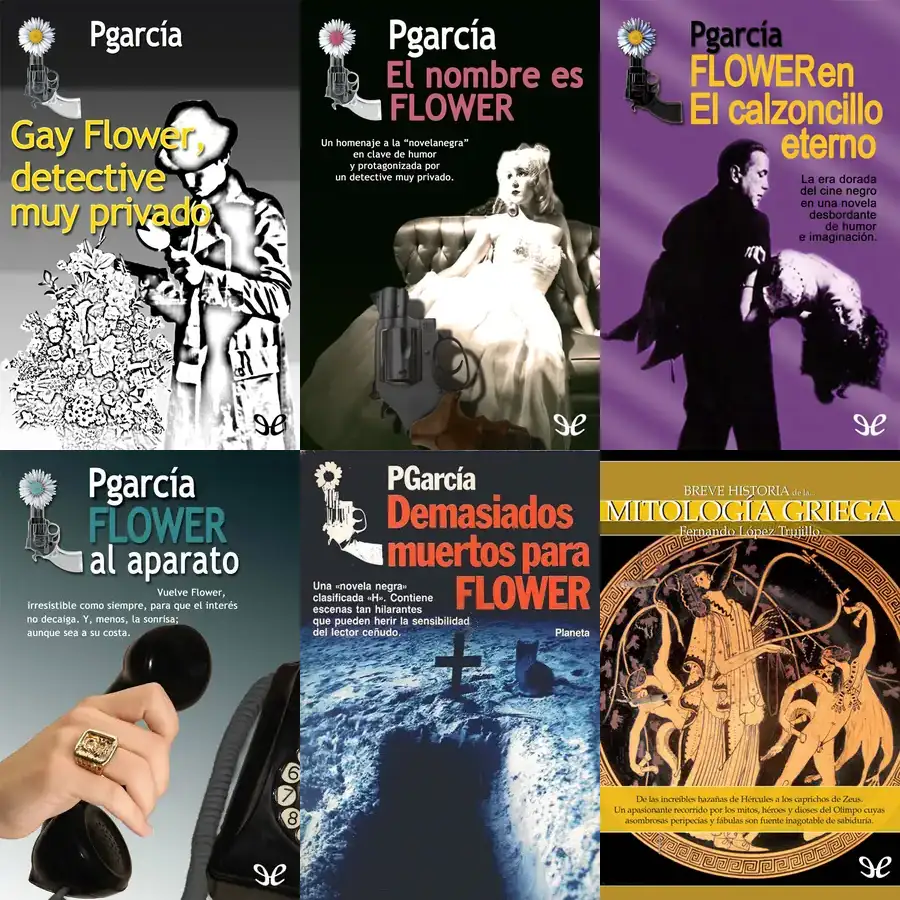 Pgarcía
Gay Flower,
detective
muy privado
Pgarcía
El nombre es
FLOWER
Un homenaje a la “novelanegra”
en clave de humor
y protagonizada por
un detective muy privado.
Pgarcía
FLOWER en
El calzoncillo
eterno
La era dorada
del cine negro
en una novela
desbordante
de humor
e imaginación.
Pgarcía
FLOWER
al aparato
Vuelve Flower,
irresistible como siempre, para que el interés
no decaiga. Y, menos, la sonrisa;
aunque sea a su costa.
6
7
8
PGarcía
Demasiados
muertos para
FLOWER
Una «novela negra»
clasificada «H». Contiene
escenas tan hilarantes
que pueden herir la sensibilidad
del lector ceñudo.
Planeta
BREVE HISTORIA de la...
MITOLOGÍA GRIEGA
Fernando López Trujillo
De las increíbles hazañas de Hércules a los caprichos de Zeus.
Un apasionante recorrido por los mitos, héroes y dioses del Olimpo cuyas
asombrosas peripecias y fábulas son fuente inagotable de sabiduría.